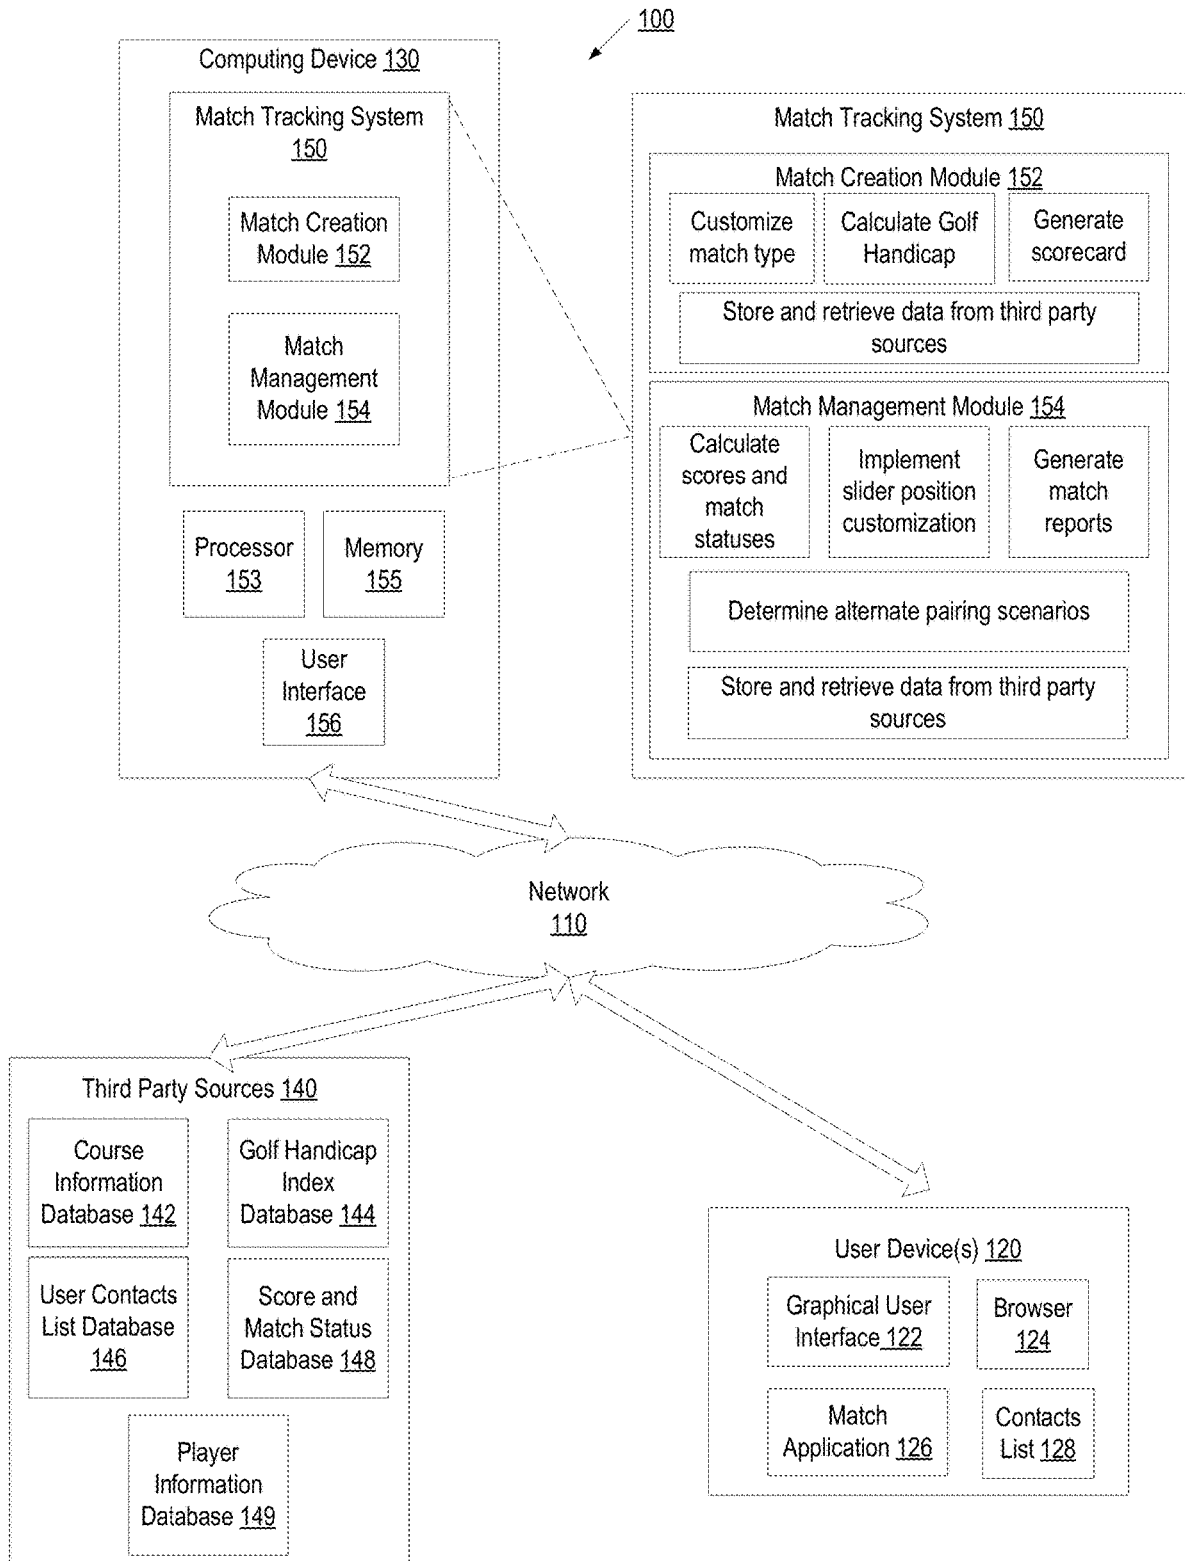 100
Computing Device 130
Match Tracking System
150
Match Creation
Module 152
Match
Management
Module 154
Processor
153
Memory
155
User
Interface
156
Match Tracking System 150
Match Creation Module 152
Customize
match type
Calculate Golf
Handicap
Generate
scorecard
Store and retrieve data from third party
sources
Match Management Module 154
Calculate
scores and
match
statuses
Implement
slider position
customization
Generate
match
reports
Determine alternate pairing scenarios
Store and retrieve data from third party
sources
Network
110
Third Party Sources 140
Course
Information
Database 142
Golf Handicap
Index
Database 144
User Contacts
List Database
146
Score and
Match Status
Database 148
Player
Information
Database 149
User Device(s) 120
Graphical User
Interface 122
Browser
124
Match
Application 126
Contacts
List 128